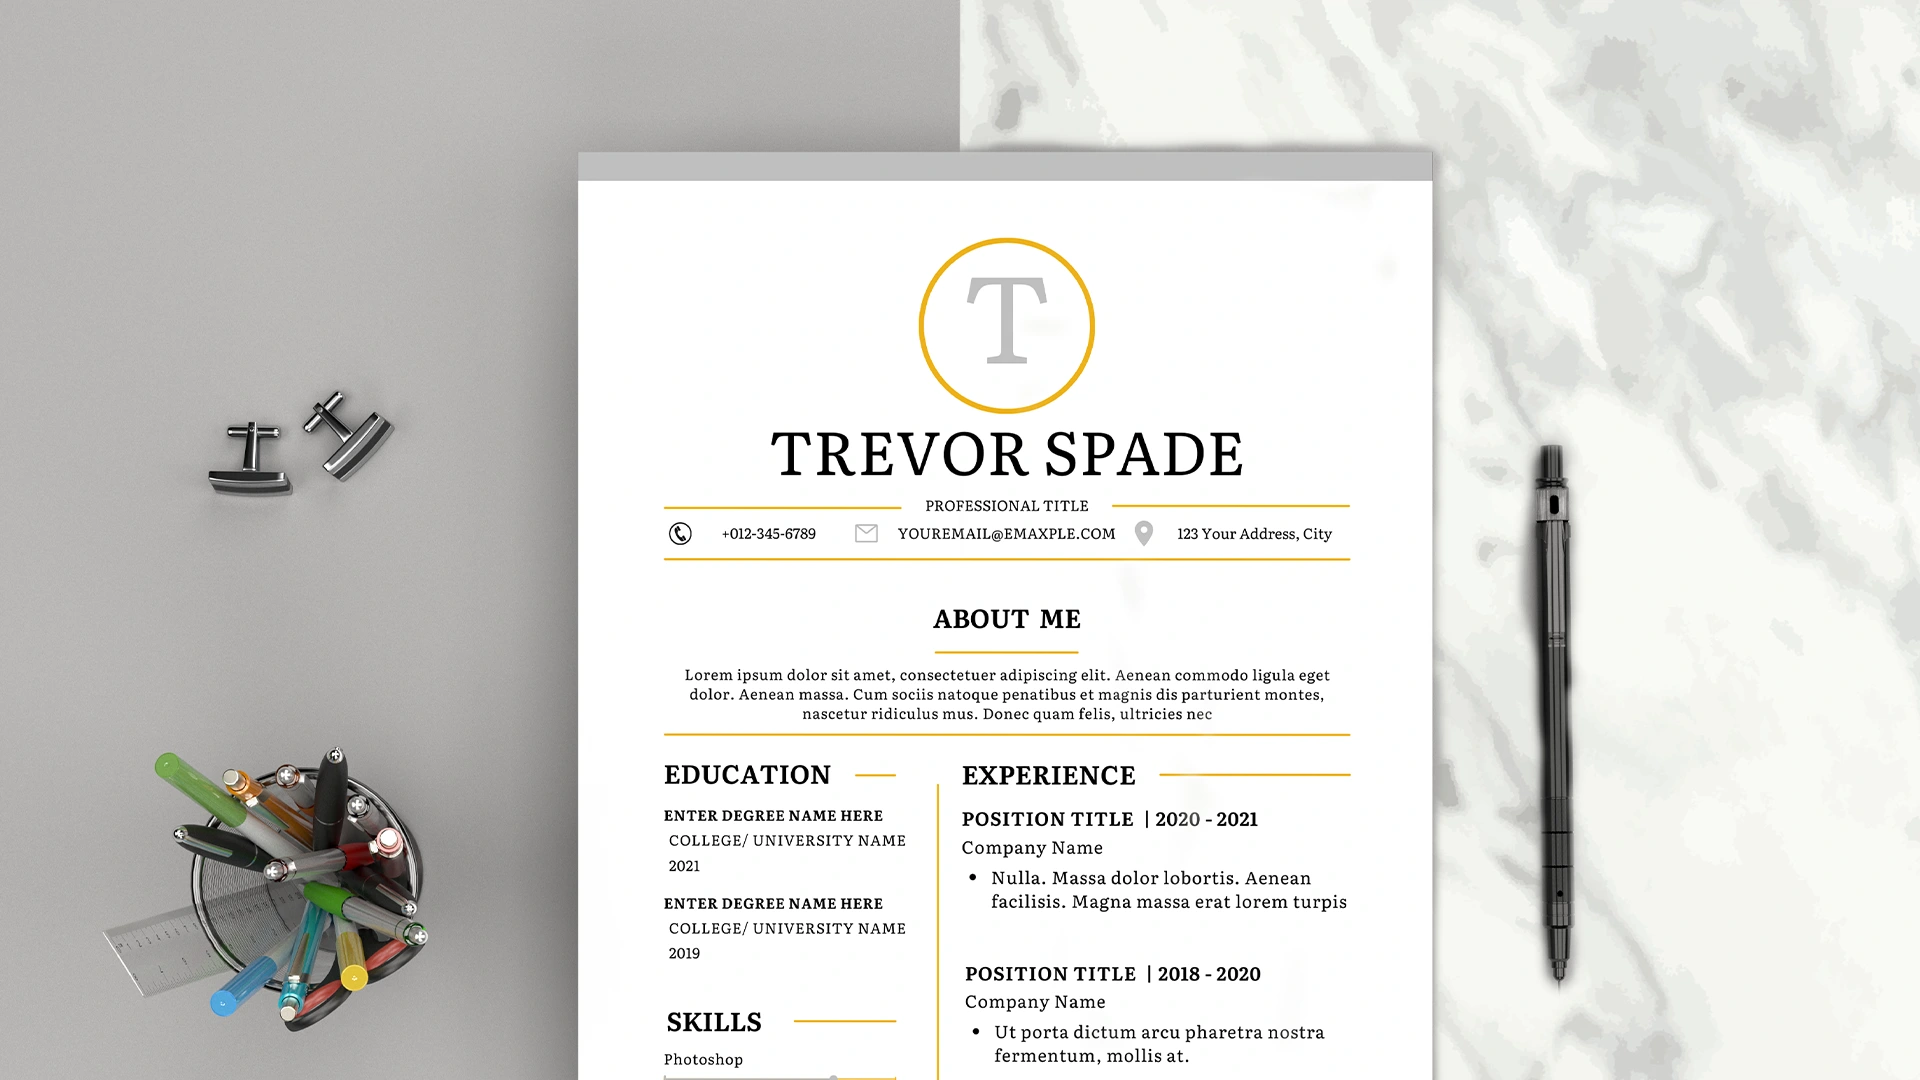 T
TREVOR SPADE
PROFESSIONAL TITLE
+012-345-6789 YOUREMAIL@EMAXPLE.COM 123 Your Address, City
ABOUT ME
Lorem ipsum dolor sit amet, consectetuer adipiscing elit. Aenean commodo ligula eget
dolor. Aenean massa. Cum sociis natoque penatibus et magnis dis parturient montes,
nascetur ridiculus mus. Donec quam felis, ultricies nec
EDUCATION
ENTER DEGREE NAME HERE
COLLEGE/ UNIVERSITY NAME
2021
ENTER DEGREE NAME HERE
COLLEGE/ UNIVERSITY NAME
2019
SKILLS
Photoshop
EXPERIENCE
POSITION TITLE | 2020 - 2021
Company Name
• Nulla. Massa dolor lobortis. Aenean
facilisis. Magna massa erat lorem turpis
POSITION TITLE | 2018 - 2020
Company Name
• Ut porta dictum arcu pharetra nostra
fermentum, mollis at.